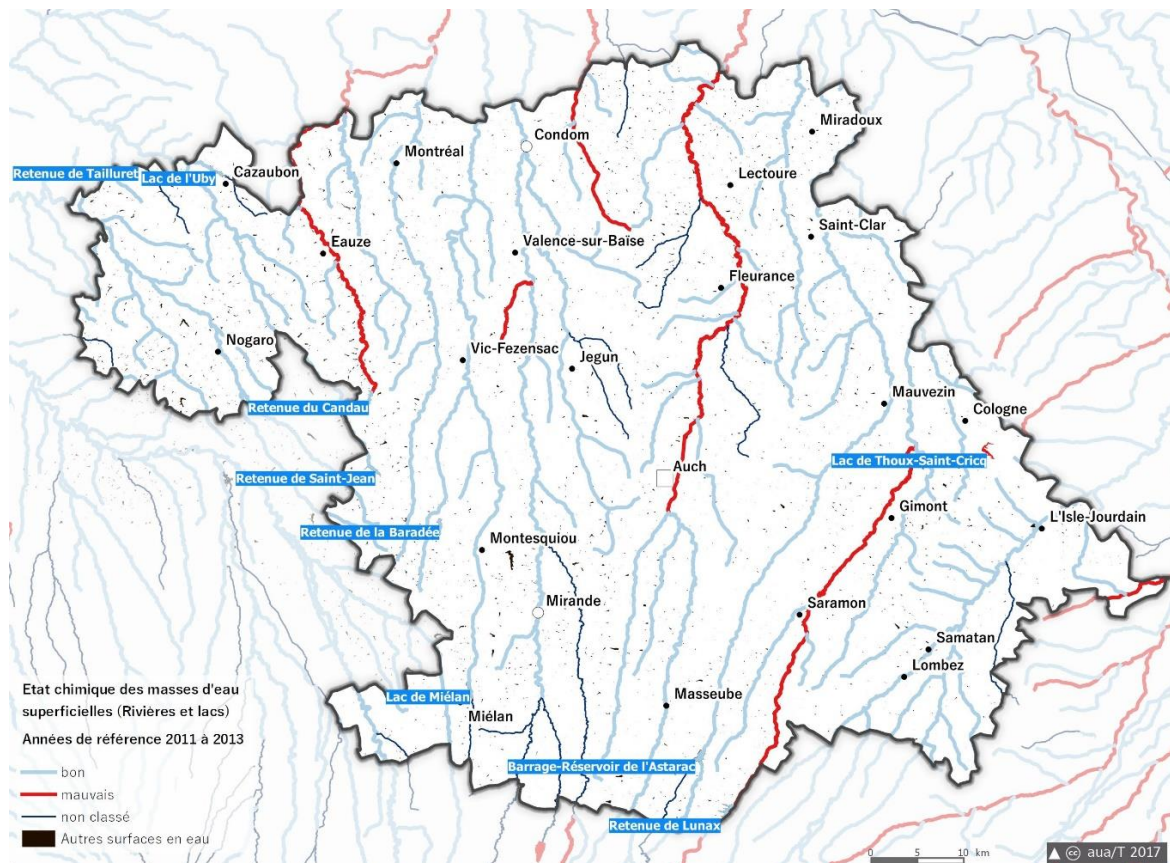 Miradoux
Condom
Montréal
Retenue de Tailluret
Lac de l'Uby
Cazaubon
Lectoure
Saint-Clar
Eauze
Valence-sur-Baïse
Fleurance
Nogaro
Vic-Fezensac
Jegun
Retenue du Candau
Mauvezin
Cologne
Auch
Lac de Thoux-Saint-Cricq
Retenue de Saint-Jean
Gimont
L'Isle-Jourdain
Retenue de la Baradée
Montesquiou
Mirande
Saramon
Samatan
Lombez
Lac de Miélan
Masseube
Miélan
Barrage-Réservoir de l'Astarac
Retenue de Lunax
Etat chimique des masses d'eau
superficielles (Rivières et lacs)
Années de référence 2011 à 2013
bon
mauvais
non classé
Autres surfaces en eau
0 5 10 km
cc aua/T 2017